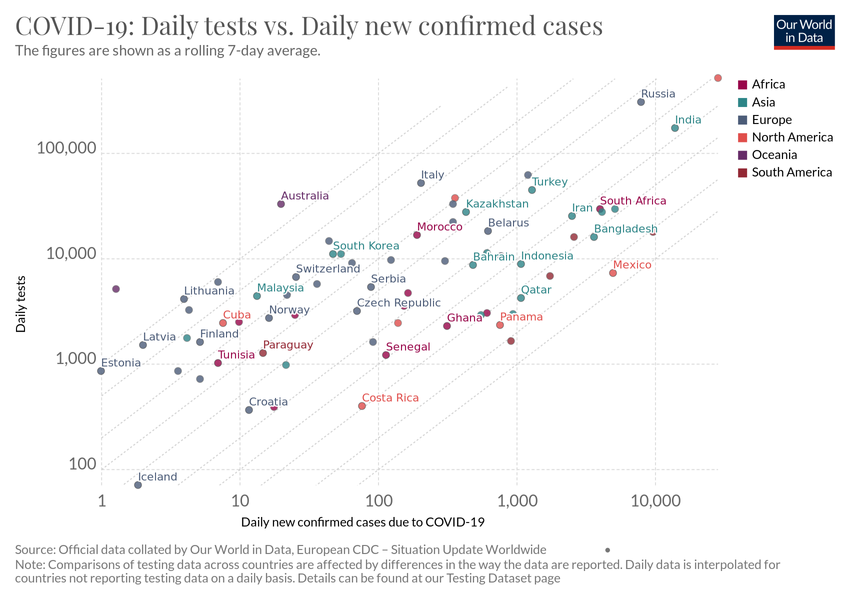 COVID-19: Daily tests vs. Daily new confirmed cases
The figures are shown as a rolling 7-day average.
Our World
in Data
Africa
Asia
Europe
North America
Oceania
South America
Daily tests
100,000
10,000
1,000
100
Russia
India
Italy
Turkey
Australia
Kazakhstan
South Africa
Iran
Morocco
Belarus
Bangladesh
South Korea
Bahrain
Indonesia
Switzerland
Mexico
Serbia
Lithuania
Malaysia
Qatar
Czech Republic
Norway
Cuba
Ghana
Panama
Latvia
Finland
Paraguay
Senegal
Tunisia
Estonia
Costa Rica
Croatia
Iceland
1
10
100
1,000
10,000
Daily new confirmed cases due to COVID-19
Source: Official data collated by Our World in Data, European CDC – Situation Update Worldwide
Note: Comparisons of testing data across countries are affected by differences in the way the data are reported. Daily data is interpolated for
countries not reporting testing data on a daily basis. Details can be found at our Testing Dataset page